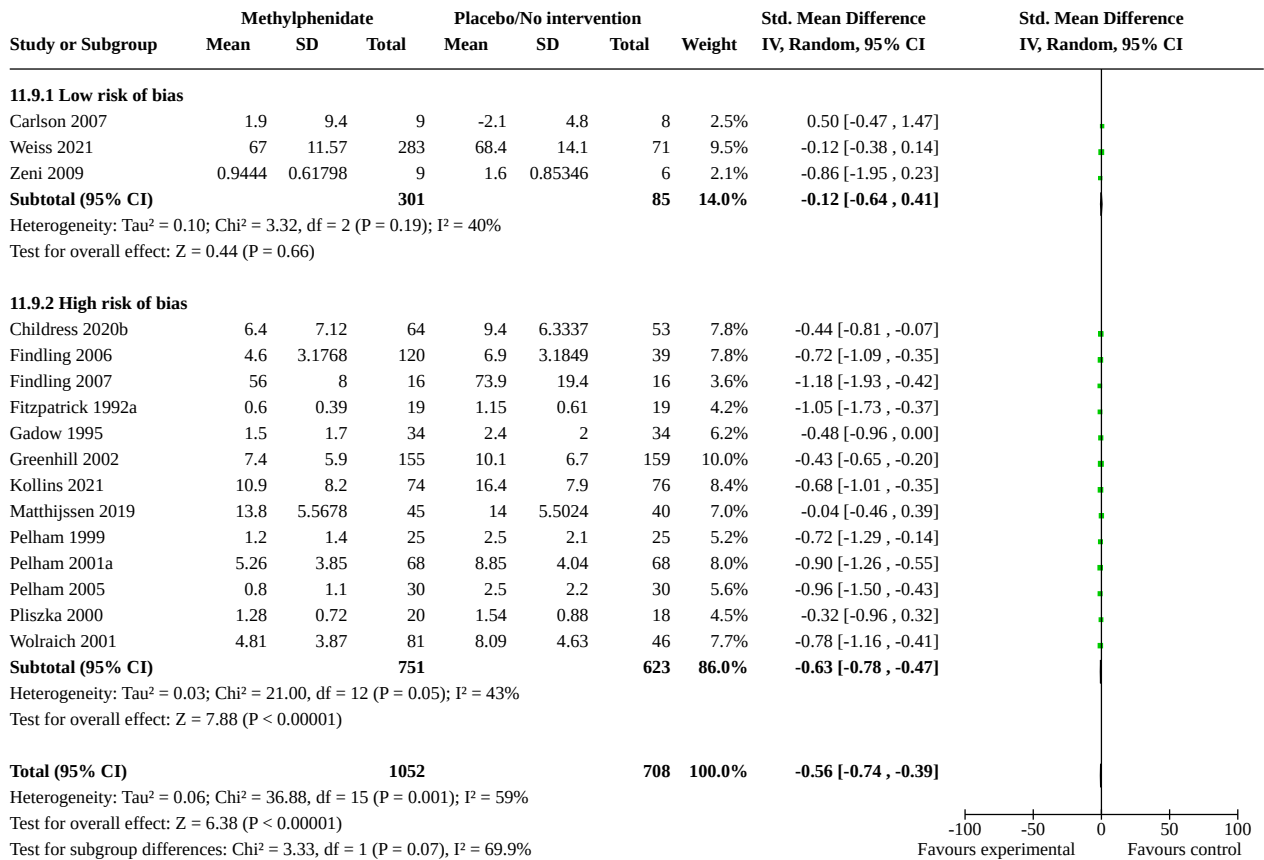 Methylphenidate Placebo/No intervention Std. Mean Difference Std. Mean Difference
Study or Subgroup Mean SD Total Mean SD Total Weight IV, Random, 95% CI IV, Random, 95% CI
11.9.1 Low risk of bias
Carlson 2007 1.9 9.4 9 -2.1 4.8 8 2.5% 0.50 [-0.47 , 1.47]
Weiss 2021 67 11.57 283 68.4 14.1 71 9.5% -0.12 [-0.38 , 0.14]
Zeni 2009 0.9444 0.61798 9 1.6 0.85346 6 2.1% -0.86 [-1.95 , 0.23]
Subtotal (95% CI) 301 85 14.0% -0.12 [-0.64 , 0.41]
Heterogeneity: Tau² = 0.10; Chi² = 3.32, df = 2 (P = 0.19); I² = 40%
Test for overall effect: Z = 0.44 (P = 0.66)
11.9.2 High risk of bias
Childress 2020b 6.4 7.12 64 9.4 6.3337 53 7.8% -0.44 [-0.81 , -0.07]
Findling 2006 4.6 3.1768 120 6.9 3.1849 39 7.8% -0.72 [-1.09 , -0.35]
Findling 2007 56 8 16 73.9 19.4 16 3.6% -1.18 [-1.93 , -0.42]
Fitzpatrick 1992a 0.6 0.39 19 1.15 0.61 19 4.2% -1.05 [-1.73 , -0.37]
Gadow 1995 1.5 1.7 34 2.4 2 34 6.2% -0.48 [-0.96 , 0.00]
Greenhill 2002 7.4 5.9 155 10.1 6.7 159 10.0% -0.43 [-0.65 , -0.20]
Kollins 2021 10.9 8.2 74 16.4 7.9 76 8.4% -0.68 [-1.01 , -0.35]
Matthijssen 2019 13.8 5.5678 45 14 5.5024 40 7.0% -0.04 [-0.46 , 0.39]
Pelham 1999 1.2 1.4 25 2.5 2.1 25 5.2% -0.72 [-1.29 , -0.14]
Pelham 2001a 5.26 3.85 68 8.85 4.04 68 8.0% -0.90 [-1.26 , -0.55]
Pelham 2005 0.8 1.1 30 2.5 2.2 30 5.6% -0.96 [-1.50 , -0.43]
Pliszka 2000 1.28 0.72 20 1.54 0.88 18 4.5% -0.32 [-0.96 , 0.32]
Wolraich 2001 4.81 3.87 81 8.09 4.63 46 7.7% -0.78 [-1.16 , -0.41]
Subtotal (95% CI) 751 623 86.0% -0.63 [-0.78 , -0.47]
Heterogeneity: Tau² = 0.03; Chi² = 21.00, df = 12 (P = 0.05); I² = 43%
Test for overall effect: Z = 7.88 (P < 0.00001)
Total (95% CI) 1052 708 100.0% -0.56 [-0.74 , -0.39]
Heterogeneity: Tau² = 0.06; Chi² = 36.88, df = 15 (P = 0.001); I² = 59%
Test for overall effect: Z = 6.38 (P < 0.00001)
Test for subgroup differences: Chi² = 3.33, df = 1 (P = 0.07), I² = 69.9%
-100 -50 0 50 100
Favours experimental Favours control